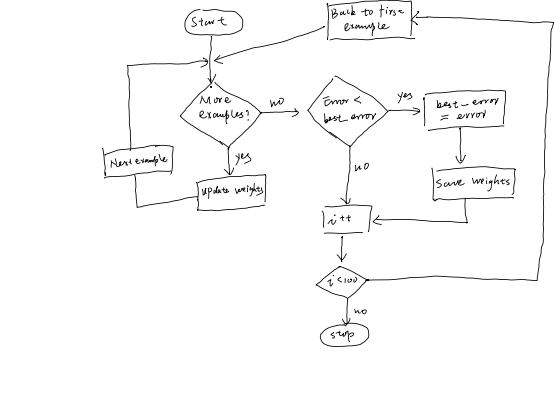 Start
Back to first
example
More
examples?
no
Error <
best_error
yes
best_error
= error
Next example
yes
update weights
no
Save weights
i++
i < 100
no
stop